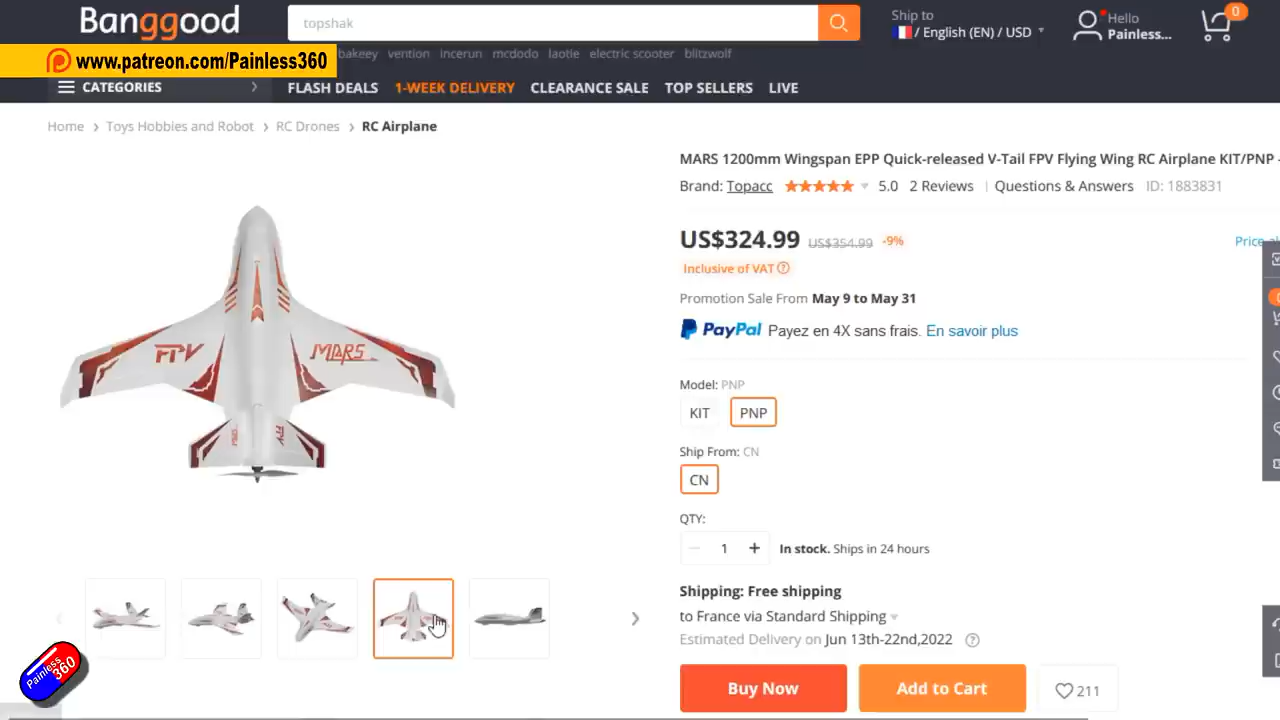 Banggood
topshak
Ship to
/ English (EN) / USD
Hello
Painless...
0
www.patreon.com/Painless360
bakeey vention incerun mcdodo laotie electric scooter blitzwolf
CATEGORIES
FLASH DEALS 1-WEEK DELIVERY CLEARANCE SALE TOP SELLERS LIVE
Home > Toys Hobbies and Robot > RC Drones > RC Airplane
MARS 1200mm Wingspan EPP Quick-released V-Tail FPV Flying Wing RC Airplane KIT/PNP -
Brand: Topacc 5.0 2 Reviews Questions & Answers ID: 1883831
US$324.99 US$354.99 -9%
Inclusive of VAT
Promotion Sale From May 9 to May 31
PayPal Payez en 4X sans frais. En savoir plus
FPV MARS
FPV
Model: PNP
KIT PNP
Ship From: CN
CN
QTY:
1 In stock. Ships in 24 hours
Shipping: Free shipping
to France via Standard Shipping
Estimated Delivery on Jun 13th-22nd,2022
Buy Now Add to Cart 211
Painless
360